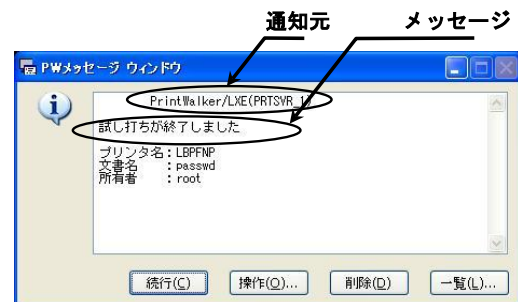 通知元 メッセージ
PWメッセージ ウィンドウ
PrintWalker/LXE(PRTSVR_1)
試し打ちが終了しました
プリンタ名：LBPFNP
文書名 ：passwd
所有者 ：root
続行(C) 操作(O)... 削除(D) 一覧(L)...